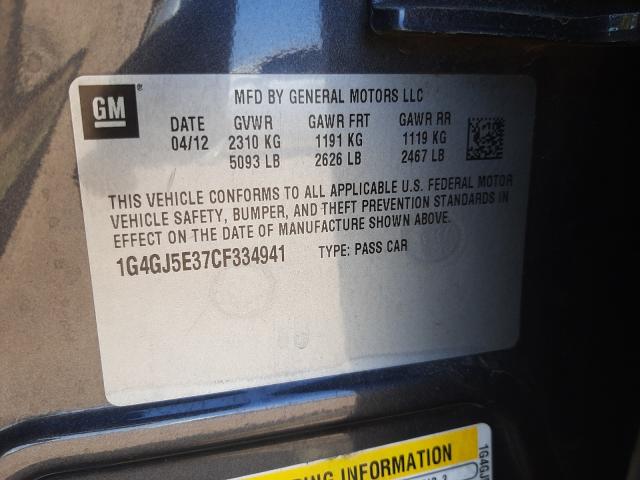 GM
®
MFD BY GENERAL MOTORS LLC
DATE GVWR GAWR FRT GAWR RR
04/12 2310 KG 1191 KG 1119 KG
5093 LB 2626 LB 2467 LB
THIS VEHICLE CONFORMS TO ALL APPLICABLE U.S. FEDERAL MOTOR
VEHICLE SAFETY, BUMPER, AND THEFT PREVENTION STANDARDS IN
EFFECT ON THE DATE OF MANUFACTURE SHOWN ABOVE.
1G4GJ5E37CF334941 TYPE: PASS CAR
INFORMATION
1G4GJ